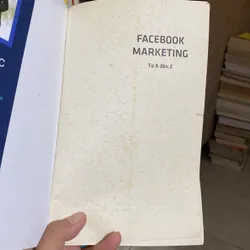 FACEBOOK
MARKETING
Từ A đến Z
C